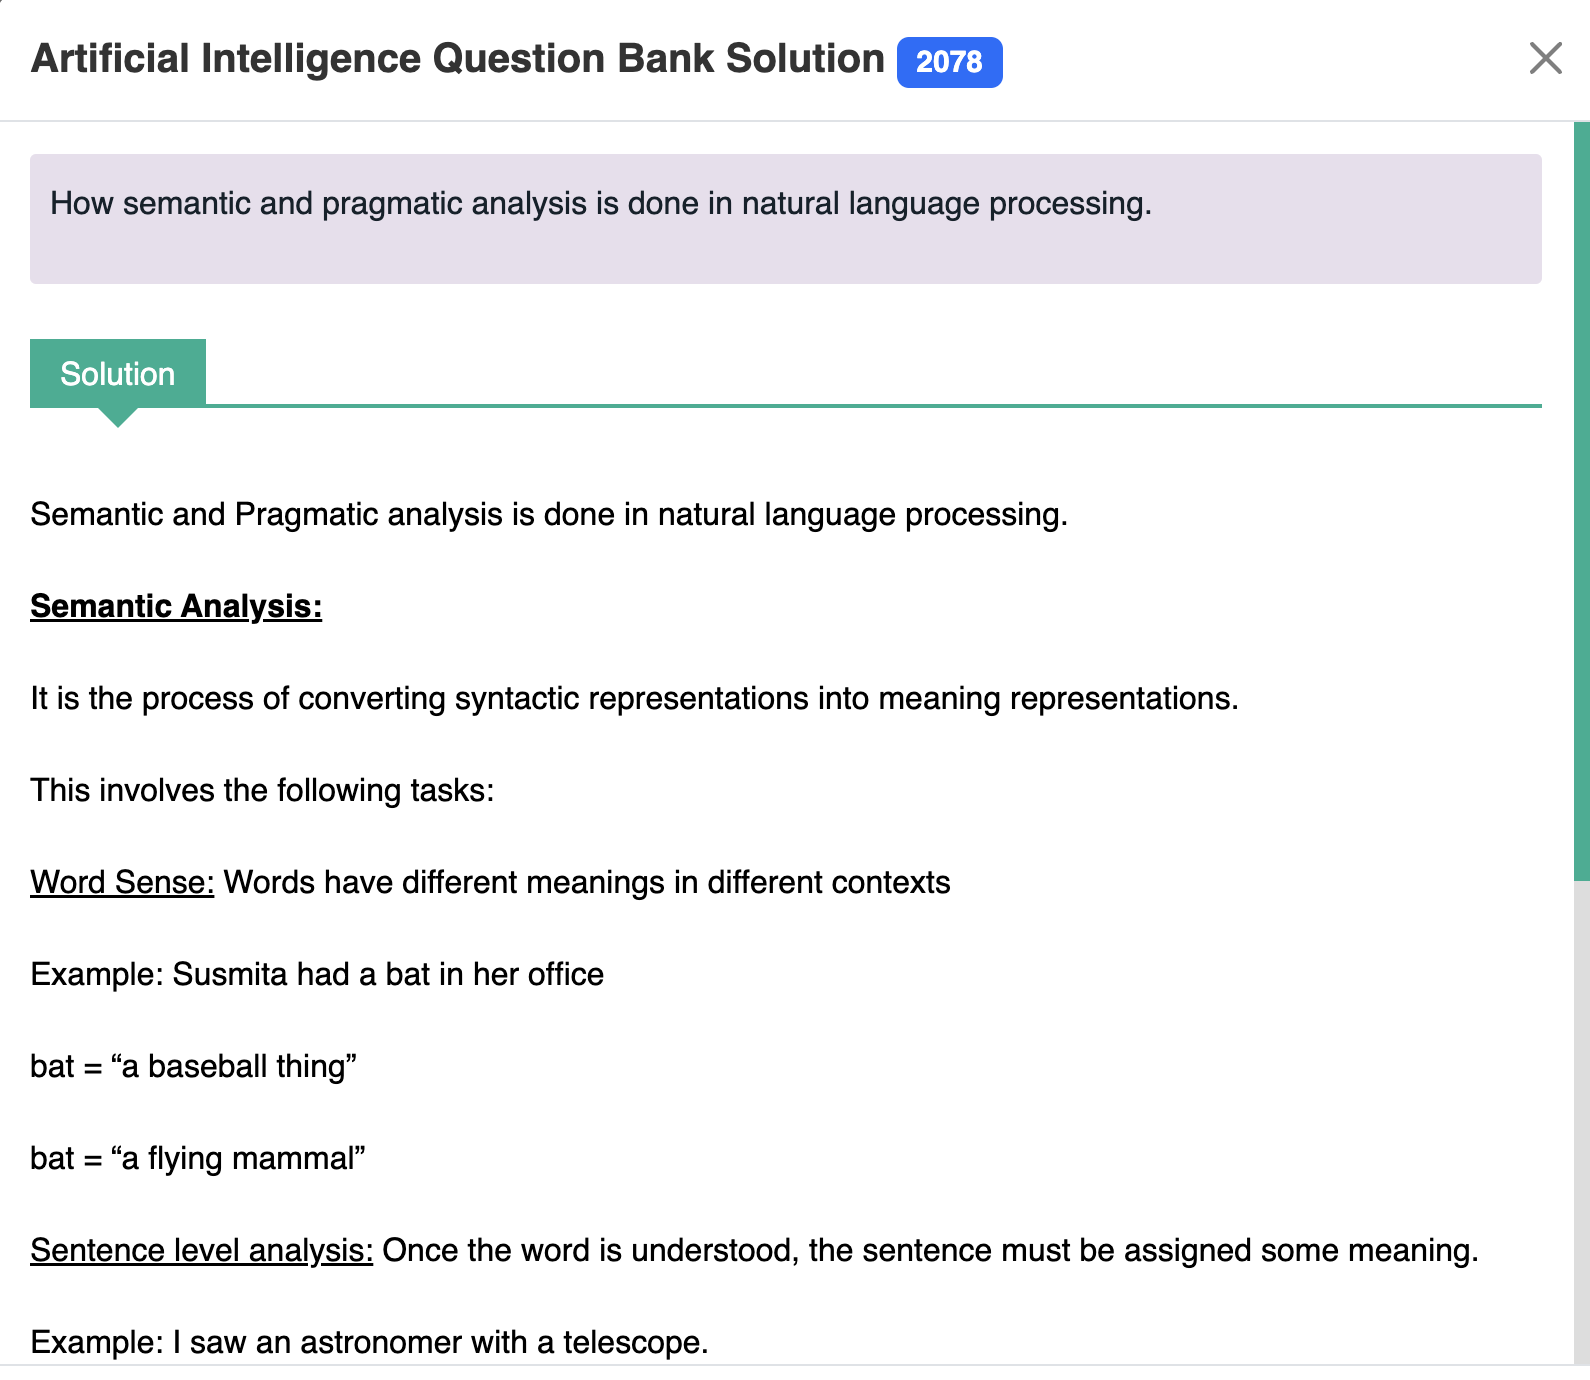 Artificial Intelligence Question Bank Solution 2078
How semantic and pragmatic analysis is done in natural language processing.
Solution
Semantic and Pragmatic analysis is done in natural language processing.
Semantic Analysis:
It is the process of converting syntactic representations into meaning representations.
This involves the following tasks:
Word Sense: Words have different meanings in different contexts
Example: Susmita had a bat in her office
bat = “a baseball thing”
bat = “a flying mammal”
Sentence level analysis: Once the word is understood, the sentence must be assigned some meaning.
Example: I saw an astronomer with a telescope.